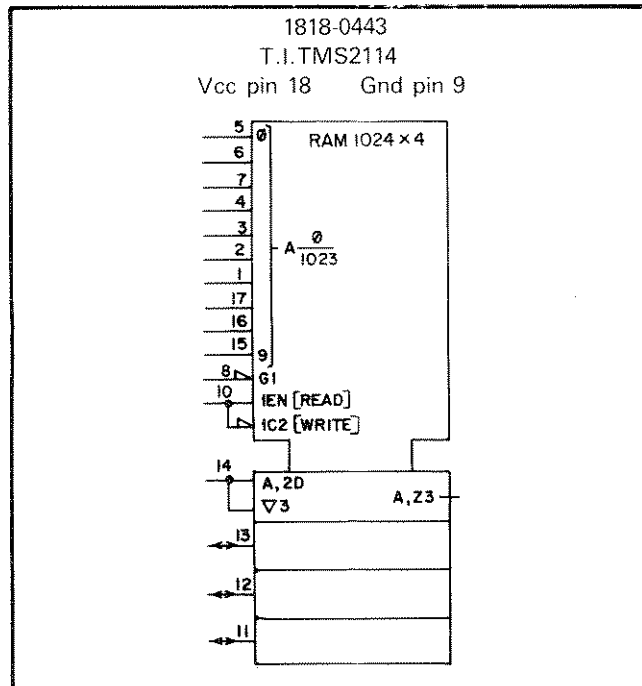 1818-0443
T.I.TMS2114
Vcc pin 18 Gnd pin 9
RAM 1024×4
5 Ø
6
7
4
3
2
A Ø/1023
1
17
16
15 9
8 G1
10 1EN [READ]
1C2 [WRITE]
14 A,2D
▽3
A,Z3
13
12
11